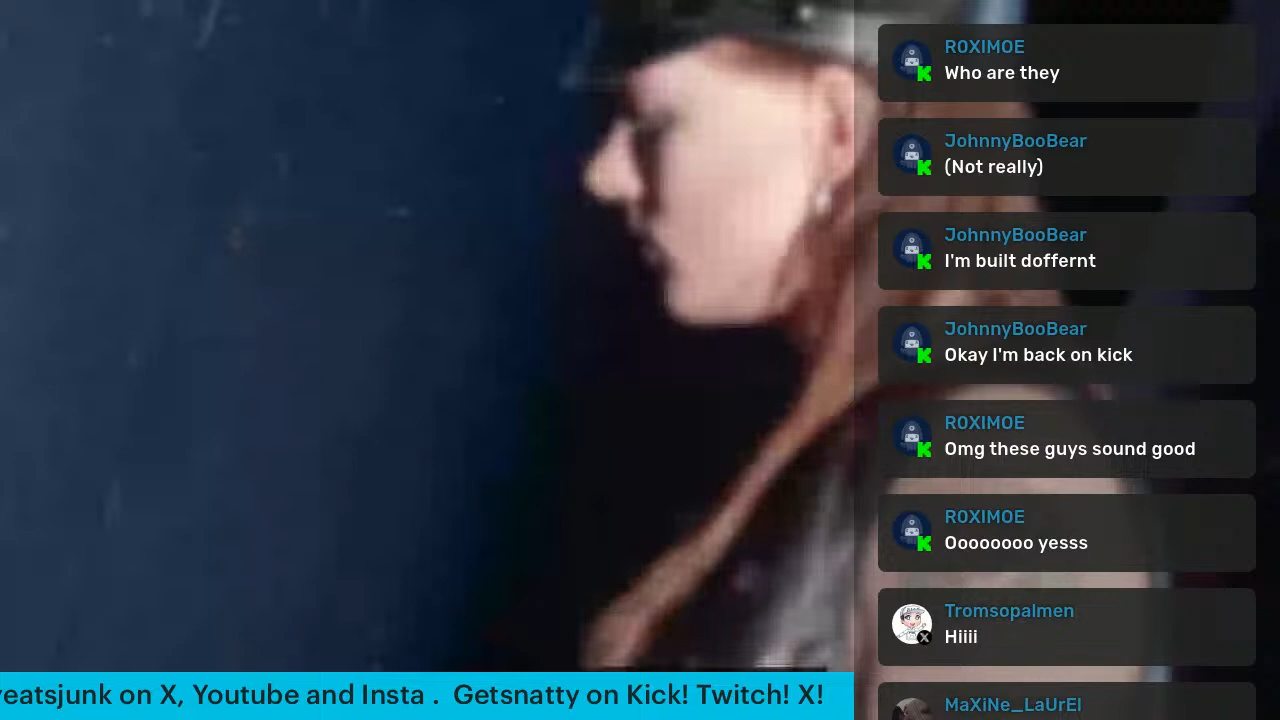 R0XIMOE
Who are they
JohnnyBooBear
(Not really)
JohnnyBooBear
I'm built doffernt
JohnnyBooBear
Okay I'm back on kick
R0XIMOE
Omg these guys sound good
R0XIMOE
Oooooooo yesss
Tromsopalmen
Hiiii
MaXiNe_LaUrEl
eatsjunk on X, Youtube and Insta . Getsnatty on Kick! Twitch! X!